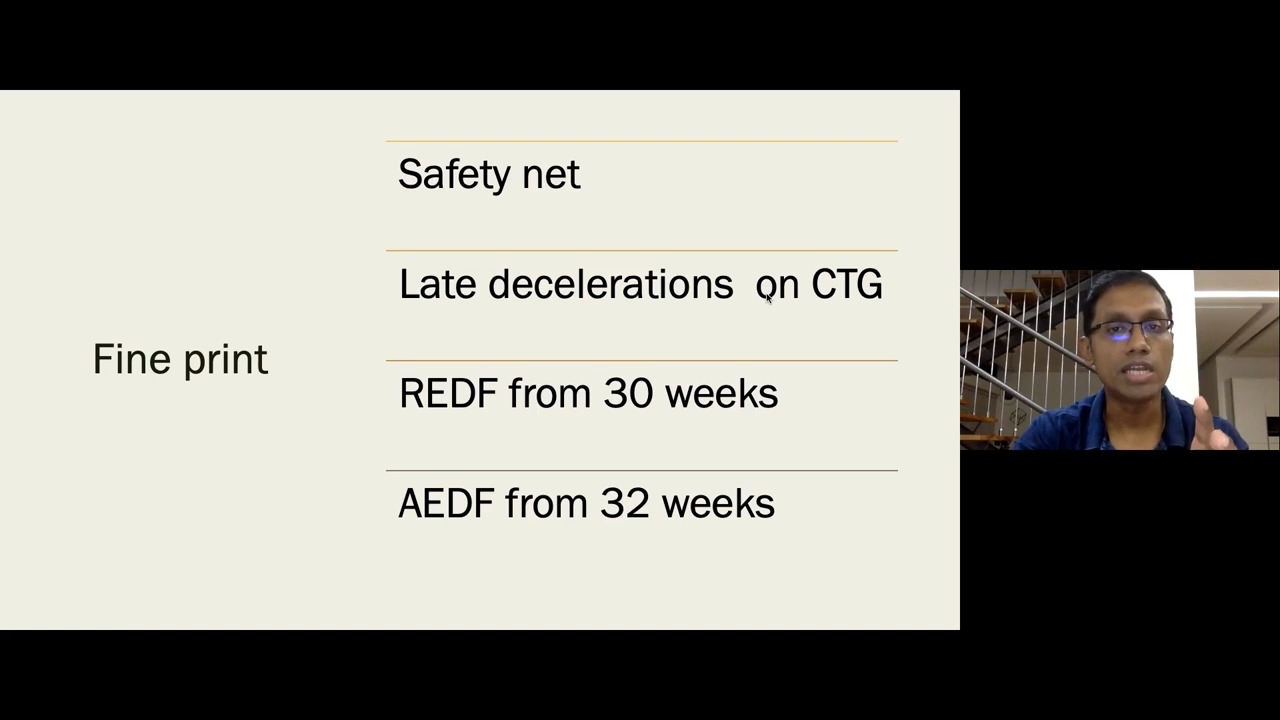 Fine print
Safety net
Late decelerations on CTG
REDF from 30 weeks
AEDF from 32 weeks